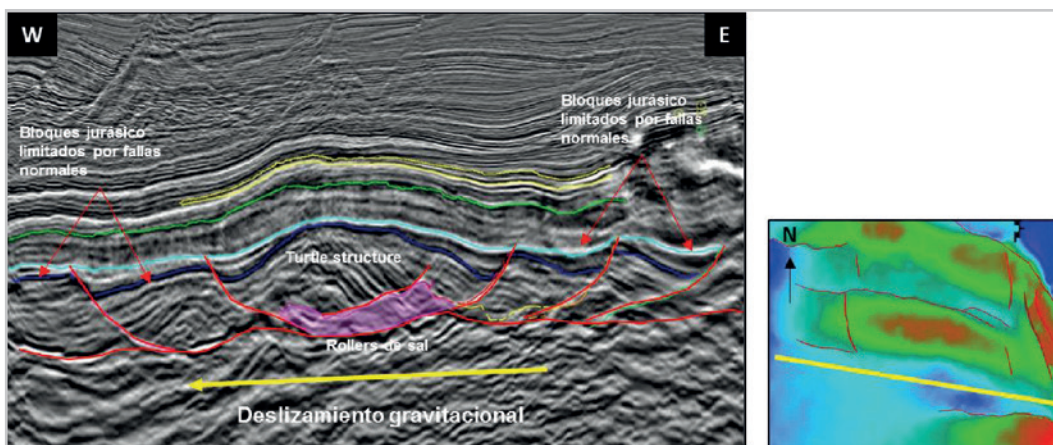 W
E
Bloques jurásico
limitados por fallas
normales
Bloques jurásico
limitados por fallas
normales
Turtle structure
Rollers de sal
Deslizamiento gravitacional
N